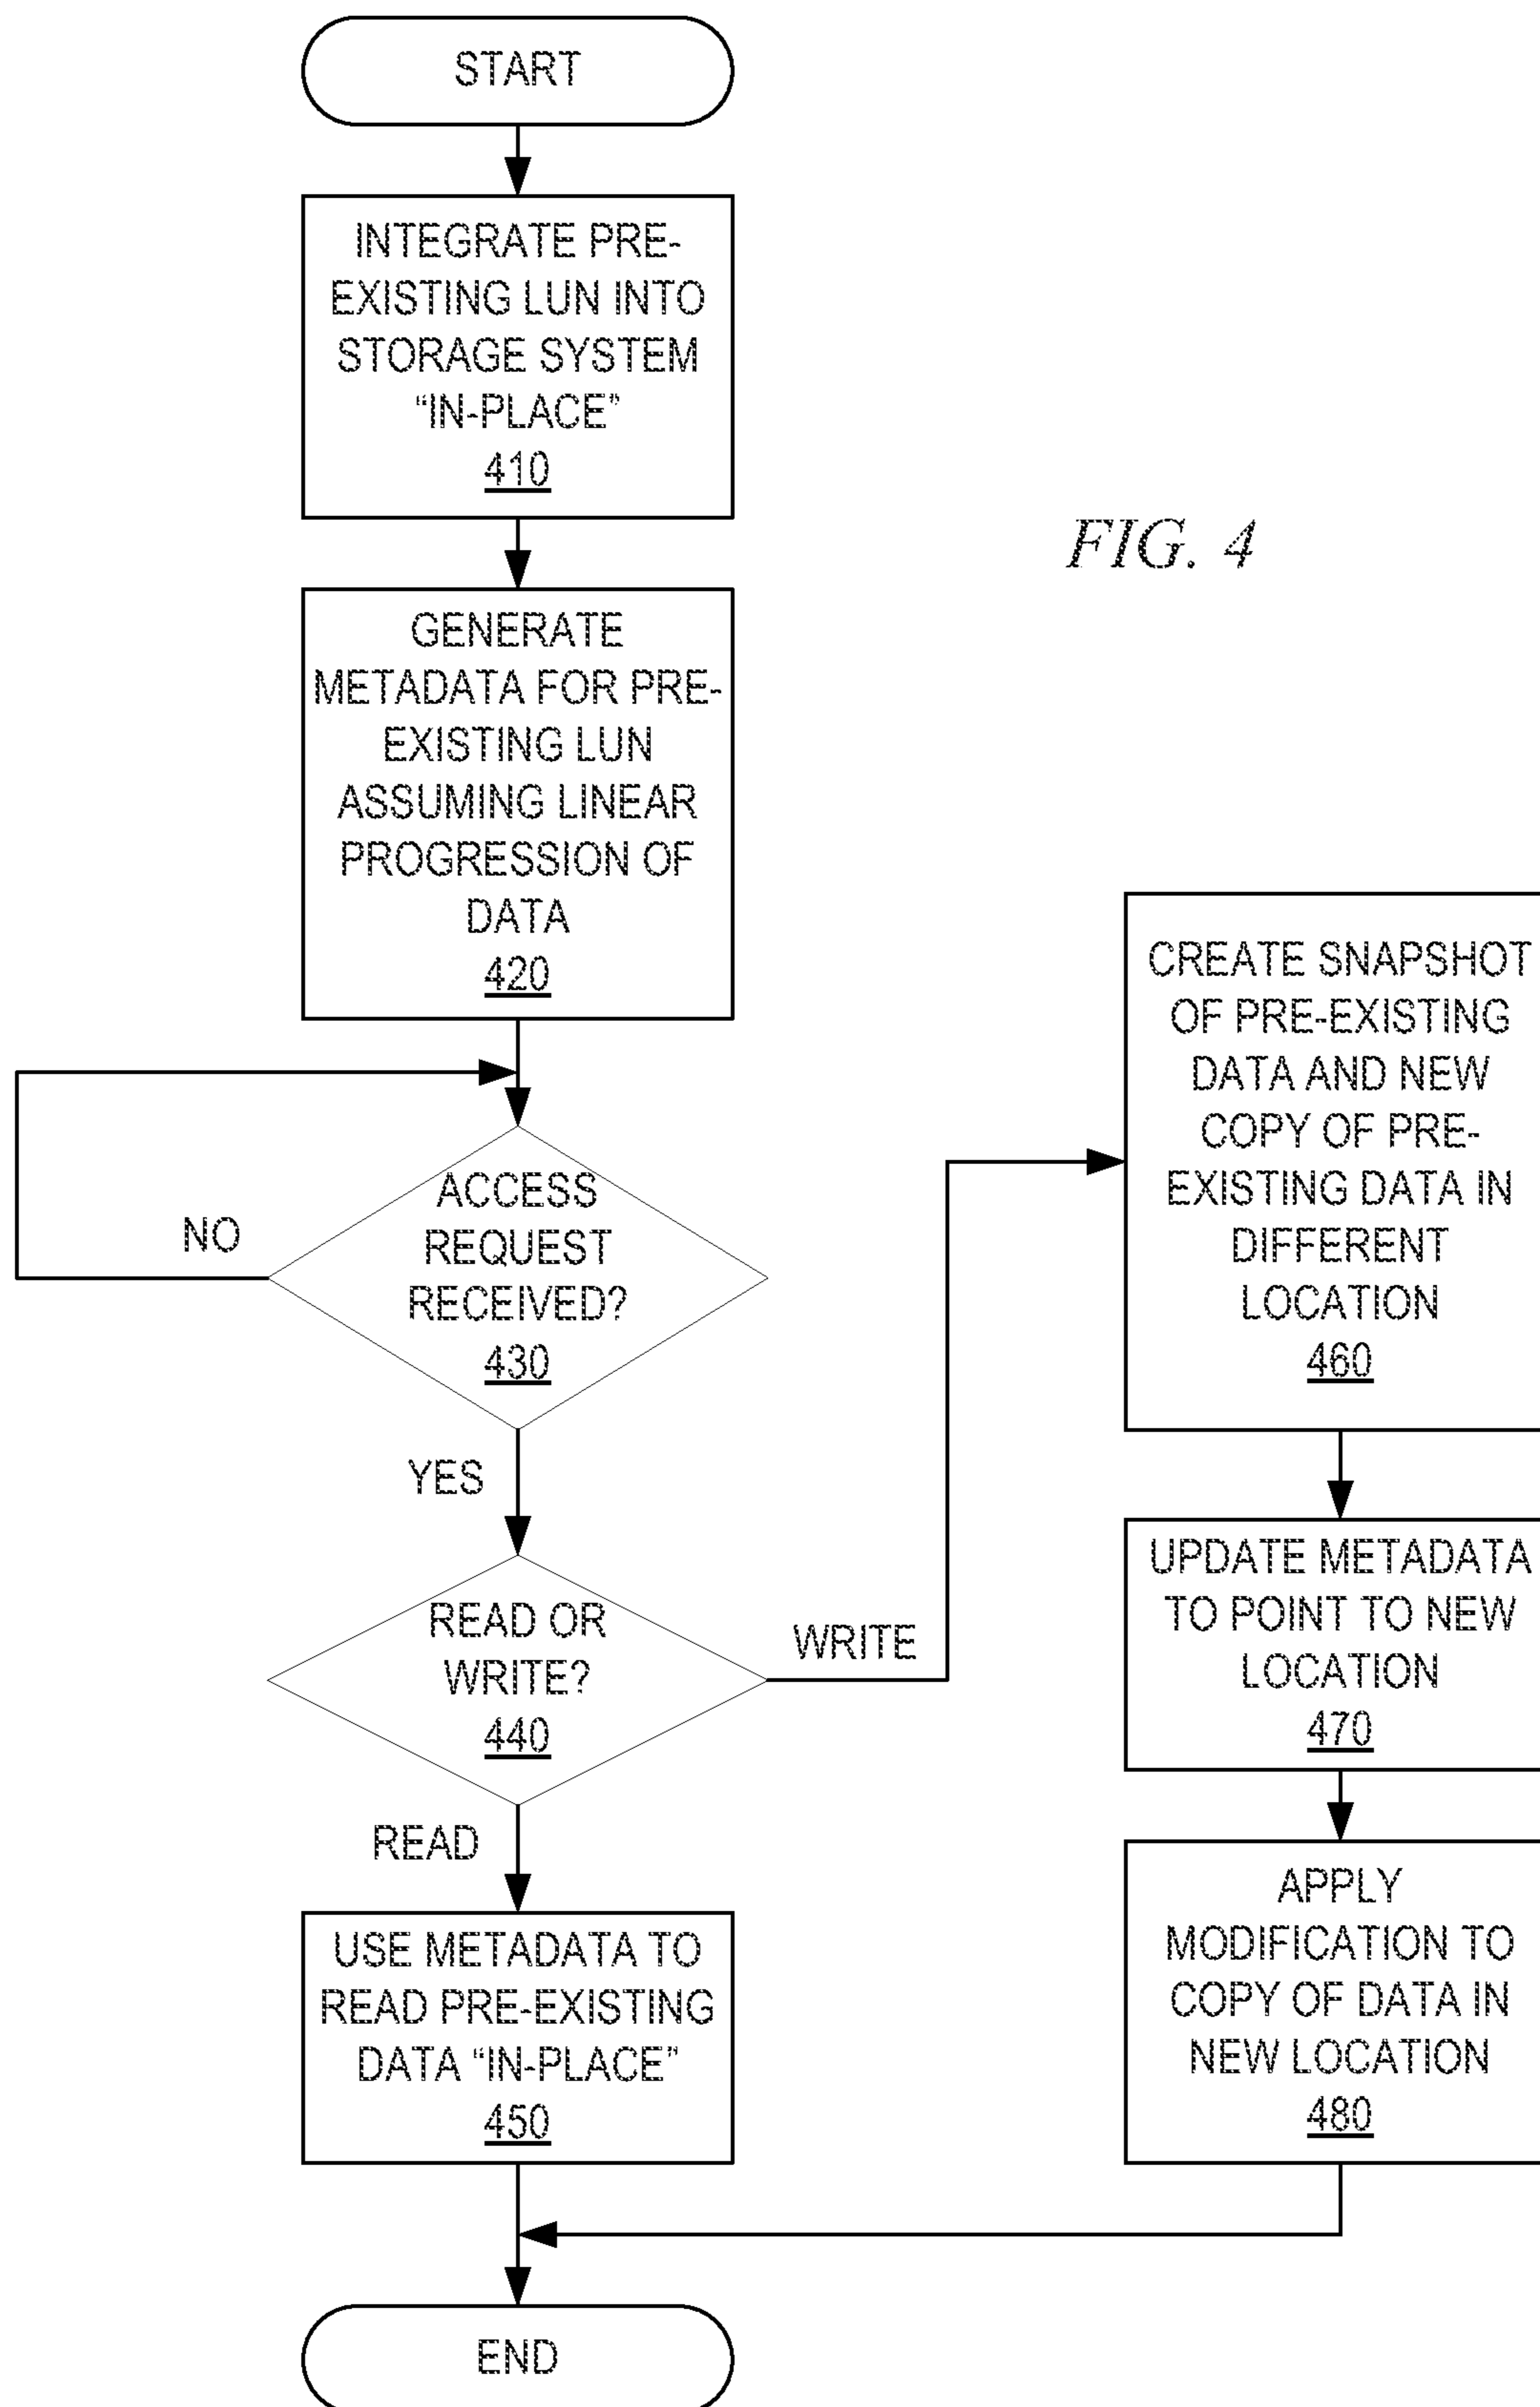 START
INTEGRATE PRE-
EXISTING LUN INTO
STORAGE SYSTEM
“IN-PLACE”
410
FIG. 4
GENERATE
METADATA FOR PRE-
EXISTING LUN
ASSUMING LINEAR
PROGRESSION OF
DATA
420
ACCESS
REQUEST
RECEIVED?
430
NO
YES
READ OR
WRITE?
440
WRITE
READ
USE METADATA TO
READ PRE-EXISTING
DATA “IN-PLACE”
450
CREATE SNAPSHOT
OF PRE-EXISTING
DATA AND NEW
COPY OF PRE-
EXISTING DATA IN
DIFFERENT
LOCATION
460
UPDATE METADATA
TO POINT TO NEW
LOCATION
470
APPLY
MODIFICATION TO
COPY OF DATA IN
NEW LOCATION
480
END